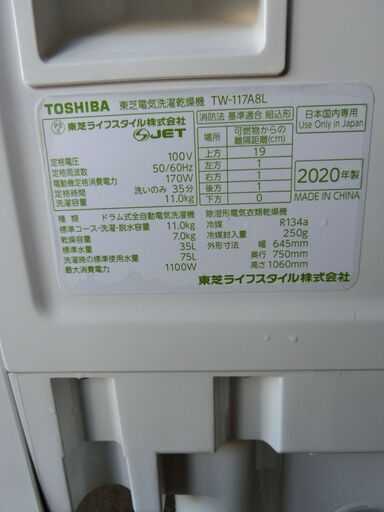 TOSHIBA 東芝電気洗濯乾燥機 TW-117A8L
東芝ライフスタイル株式会社
JET
定格電圧 100V
定格周波数 50/60Hz
電動機定格消費電力 170W
定格時間 洗いのみ 35分
洗濯容量 11.0kg
消防法 基準適合 組込形
場所 可燃物からの離隔距離(cm)
上方 19
左方 1
右方 1
後方 1
下方 0
日本国内専用
Use Only in Japan
2020年製
MADE IN CHINA
種類 ドラム式全自動電気洗濯機
標準コース・洗濯・脱水容量 11.0kg
乾燥容量 7.0kg
標準水量 35L
洗濯時の標準使用水量 75L
最大消費電力 1100W
除湿形電気衣類乾燥機
冷媒 R134a
冷媒封入量 250g
外形寸法 幅 645mm
奥行 750mm
高さ 1060mm
東芝ライフスタイル株式会社